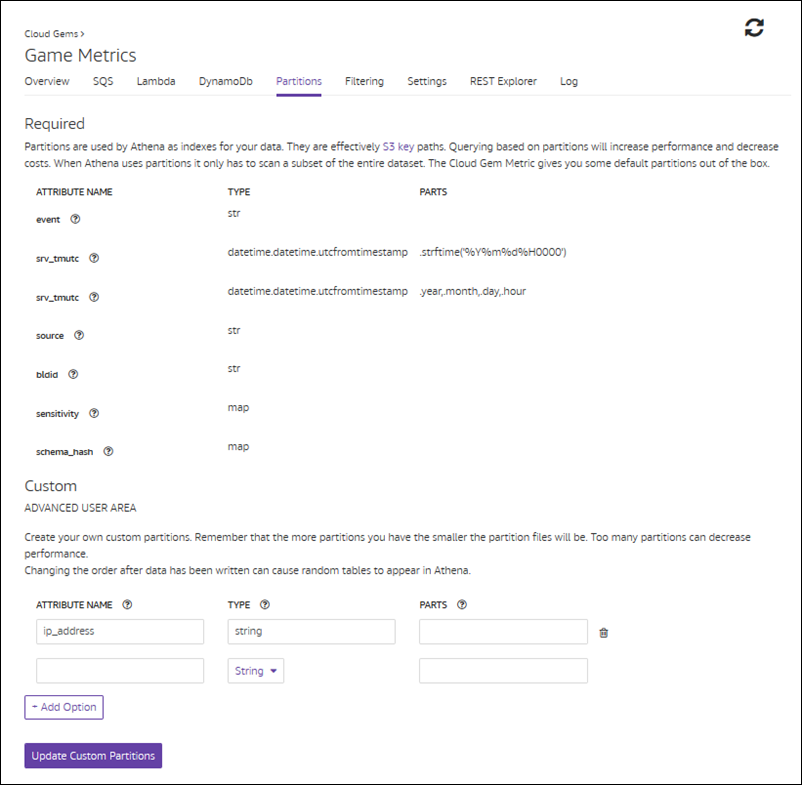 Cloud Gems >
Game Metrics
Overview SQS Lambda DynamoDb Partitions Filtering Settings REST Explorer Log
Required
Partitions are used by Athena as indexes for your data. They are effectively S3 key paths. Querying based on partitions will increase performance and decrease
costs. When Athena uses partitions it only has to scan a subset of the entire dataset. The Cloud Gem Metric gives you some default partitions out of the box.
ATTRIBUTE NAME TYPE PARTS
event ? str
srv_tmutc ? datetime.datetime.utcfromtimestamp .strftime('%Y%m%d%H0000')
srv_tmutc ? datetime.datetime.utcfromtimestamp .year,.month,.day,.hour
source ? str
bldid ? str
sensitivity ? map
schema_hash ? map
Custom
ADVANCED USER AREA
Create your own custom partitions. Remember that the more partitions you have the smaller the partition files will be. Too many partitions can decrease
performance.
Changing the order after data has been written can cause random tables to appear in Athena.
ATTRIBUTE NAME ? TYPE ? PARTS ?
ip_address string
String
+ Add Option
Update Custom Partitions